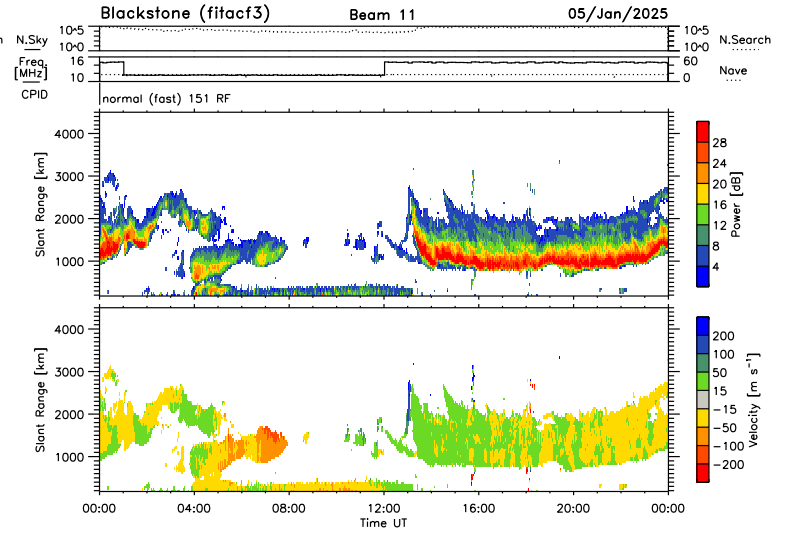 Blackstone (fitacf3) Beam 11 05/Jan/2025
n N.Sky 10^5 10^5 N.Search
10^0 10^0
Freq. 16 60
[MHz] 10 0 Nave
CPID
normal (fast) 151 RF
Slant Range [km]
4000
3000
2000
1000
Power [dB]
28
24
20
16
12
8
4
Slant Range [km]
4000
3000
2000
1000
Velocity [m s^-1]
200
100
50
15
-15
-50
-100
-200
00:00 04:00 08:00 12:00 16:00 20:00 00:00
Time UT